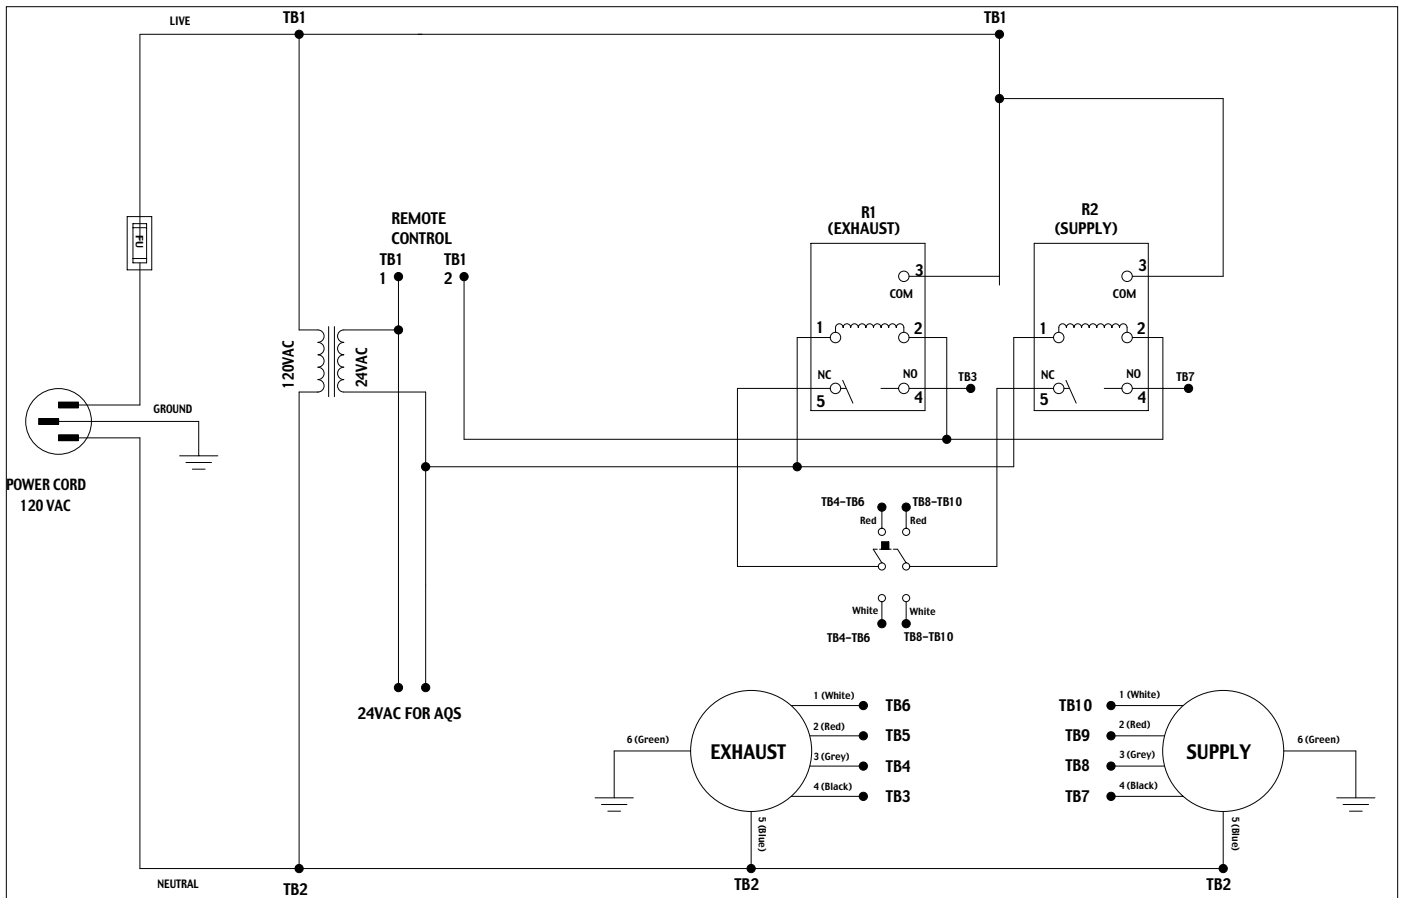 LIVE
TB1
TB1
FU
REMOTE
CONTROL
TB1
1
TB1
2
R1
(EXHAUST)
3
COM
1
2
NC
NO
5
4
TB3
R2
(SUPPLY)
3
COM
1
2
NC
NO
5
4
TB7
120VAC
24VAC
GROUND
POWER CORD
120 VAC
TB4-TB6
TB8-TB10
Red
Red
White
White
TB4-TB6
TB8-TB10
24VAC FOR AQS
EXHAUST
6 (Green)
1 (White)
TB6
2 (Red)
TB5
3 (Grey)
TB4
4 (Black)
TB3
5 (Blue)
SUPPLY
TB10
1 (White)
TB9
2 (Red)
TB8
3 (Grey)
TB7
4 (Black)
6 (Green)
5 (Blue)
NEUTRAL
TB2
TB2
TB2